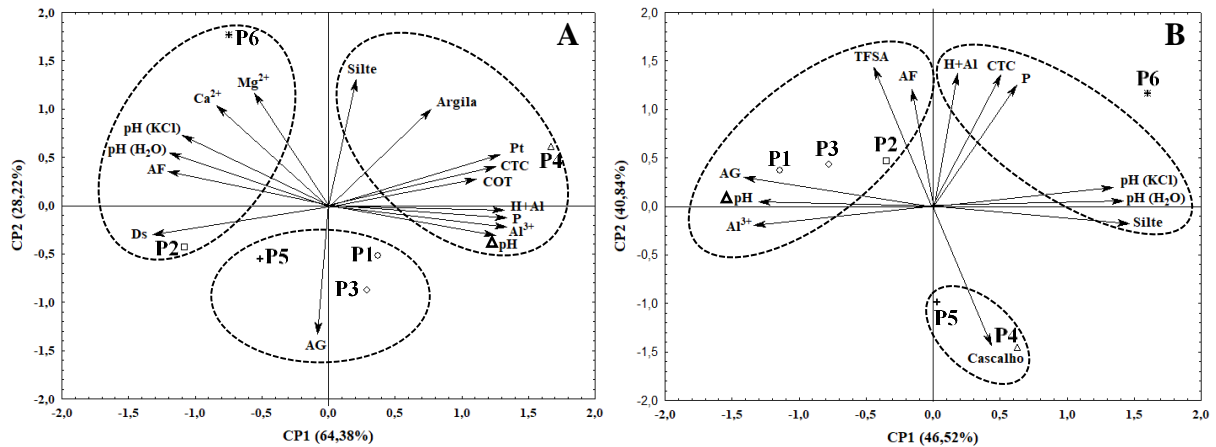 A
2,0
1,5
1,0
0,5
0,0
-0,5
-1,0
-1,5
-2,0
CP2 (28,22%)
P6
Mg2+
Ca2+
pH (KCl)
pH (H2O)
AF
Ds
P2
Silte
Argila
Pt
P4
CTC
COT
H+Al
P
Al3+
ΔpH
P5
P1
P3
AG
-2,0 -1,5 -1,0 -0,5 0,0 0,5 1,0 1,5 2,0
CP1 (64,38%)
B
2,0
1,5
1,0
0,5
0,0
-0,5
-1,0
-1,5
-2,0
CP2 (40,84%)
TFSA
AF
H+Al
CTC
P
P6
P1
P3
P2
AG
ΔpH
Al3+
pH (KCl)
pH (H2O)
Silte
P5
P4
Cascalho
-2,0 -1,5 -1,0 -0,5 0,0 0,5 1,0 1,5 2,0
CP1 (46,52%)